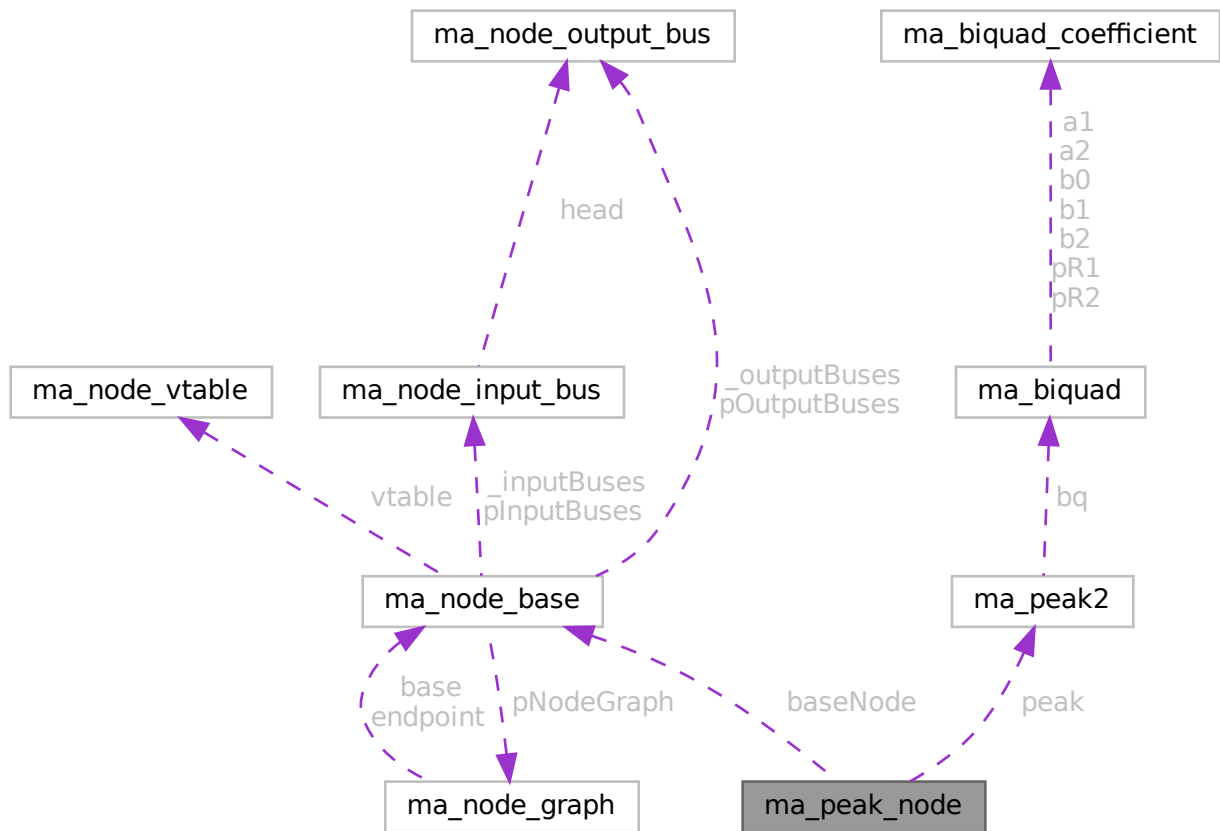 ma_node_output_bus
ma_biquad_coefficient
a1
a2
b0
b1
b2
pR1
pR2
head
ma_node_vtable
ma_node_input_bus
_outputBuses
pOutputBuses
ma_biquad
vtable
_inputBuses
pInputBuses
bq
ma_node_base
ma_peak2
base
endpoint
pNodeGraph
baseNode
peak
ma_node_graph
ma_peak_node